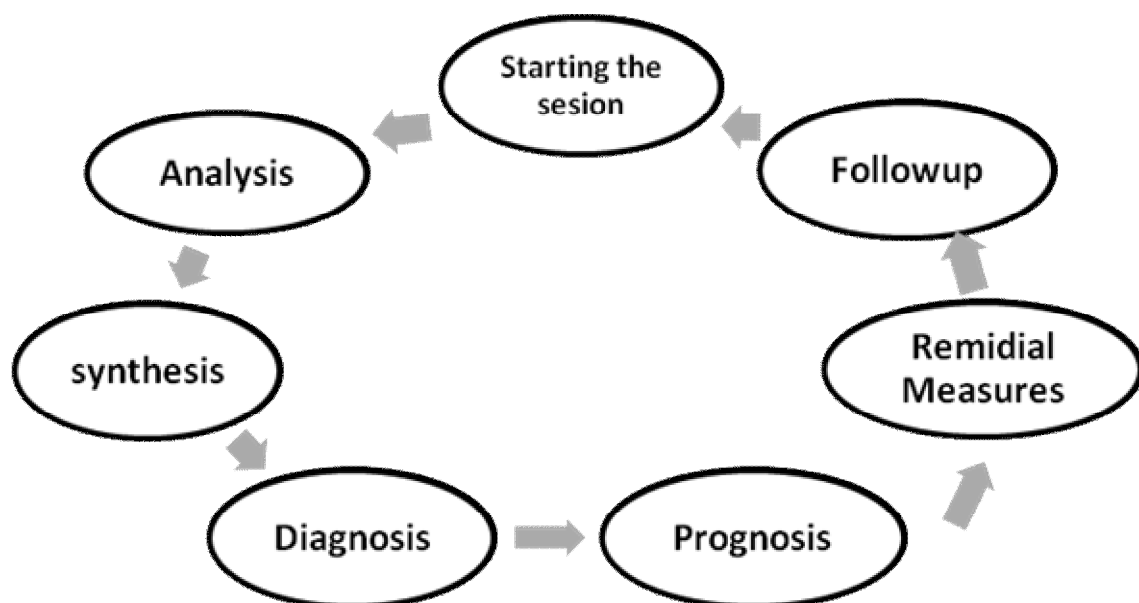 Starting the
sesion
Analysis
synthesis
Diagnosis
Prognosis
Remidial
Measures
Followup